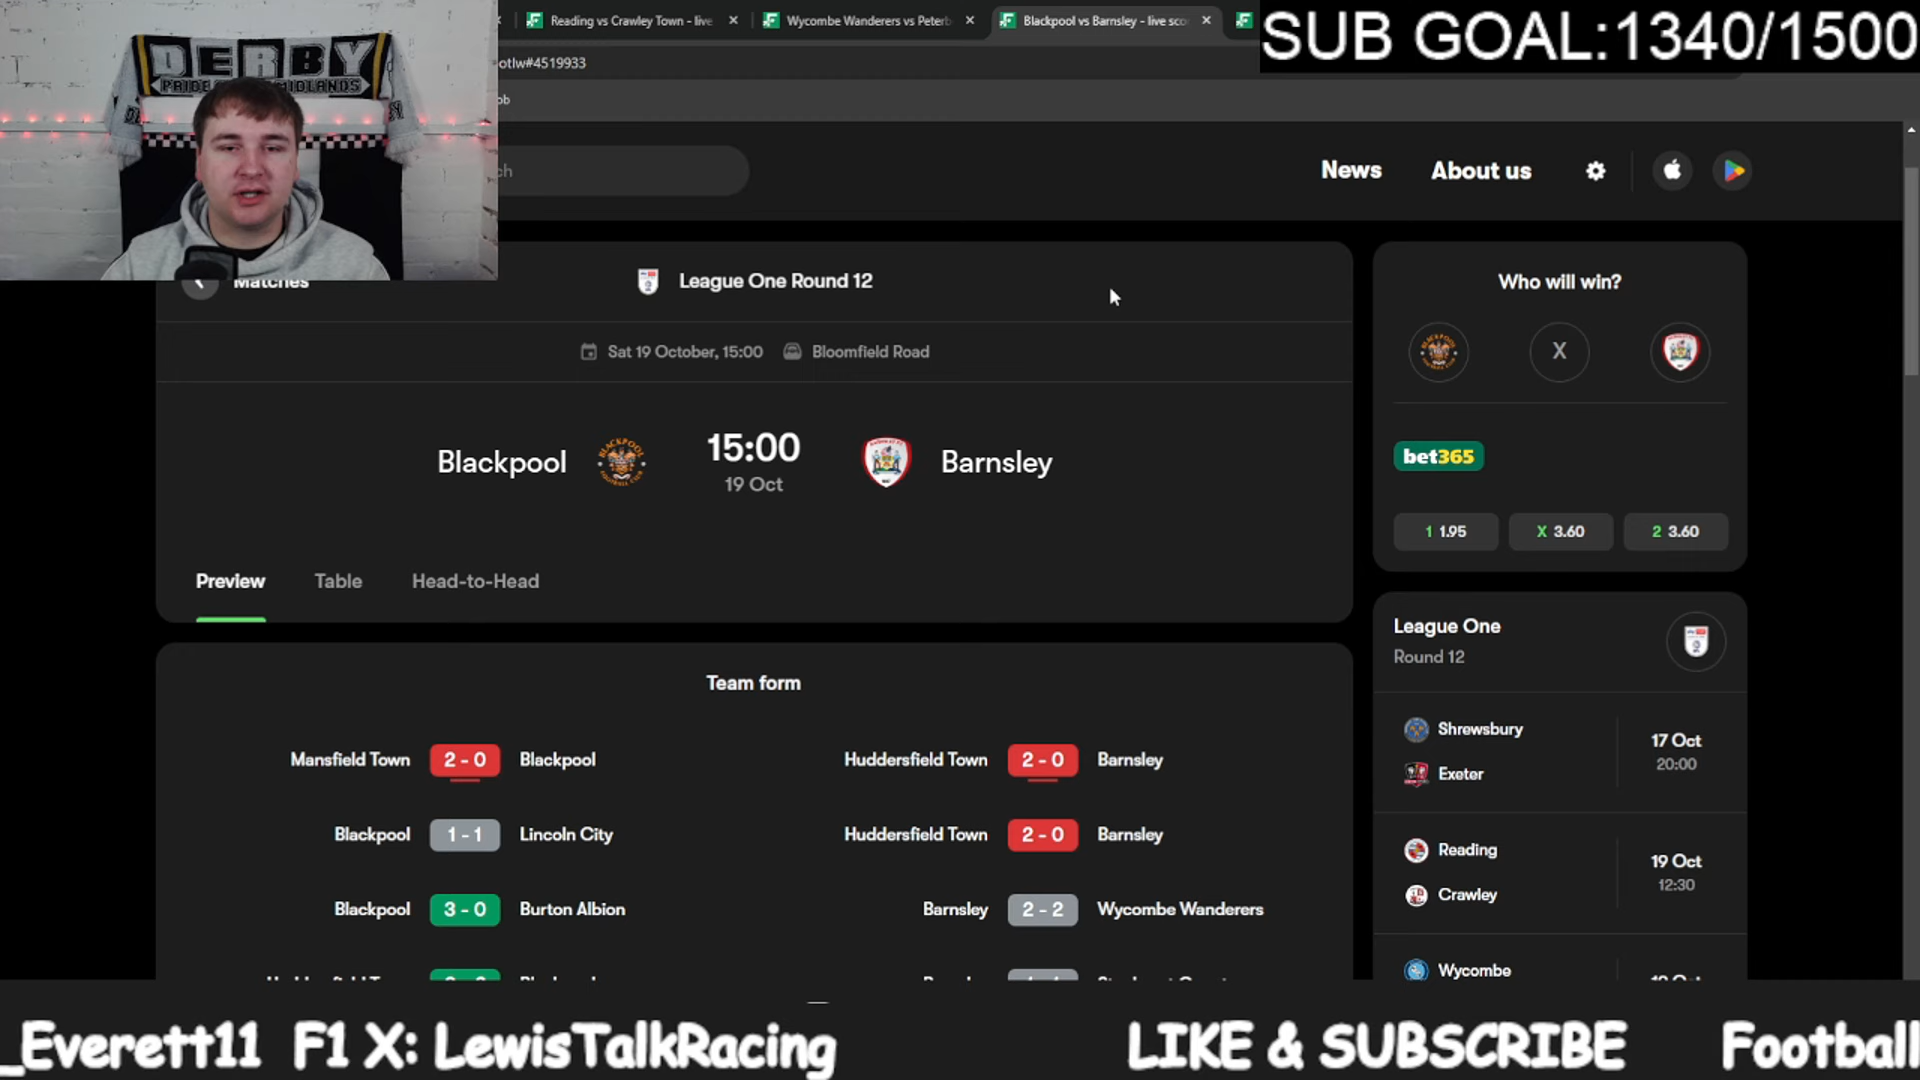 Reading vs Crawley Town - live
Wycombe Wanderers vs Peterb
Blackpool vs Barnsley - live sco
SUB GOAL:1340/1500
otlw#4519933
ob
DERBY
PRIDE
MIDLANDS
ch
News
About us
Matches
League One Round 12
Sat 19 October, 15:00
Bloomfield Road
Blackpool
15:00
19 Oct
Barnsley
Preview
Table
Head-to-Head
Who will win?
X
bet365
1 1.95
X 3.60
2 3.60
League One
Round 12
Shrewsbury
Exeter
17 Oct
20:00
Reading
Crawley
19 Oct
12:30
Wycombe
Team form
Mansfield Town 2 - 0 Blackpool
Huddersfield Town 2 - 0 Barnsley
Blackpool 1 - 1 Lincoln City
Huddersfield Town 2 - 0 Barnsley
Blackpool 3 - 0 Burton Albion
Barnsley 2 - 2 Wycombe Wanderers
_Everett11 F1 X: LewisTalkRacing
LIKE & SUBSCRIBE
Football